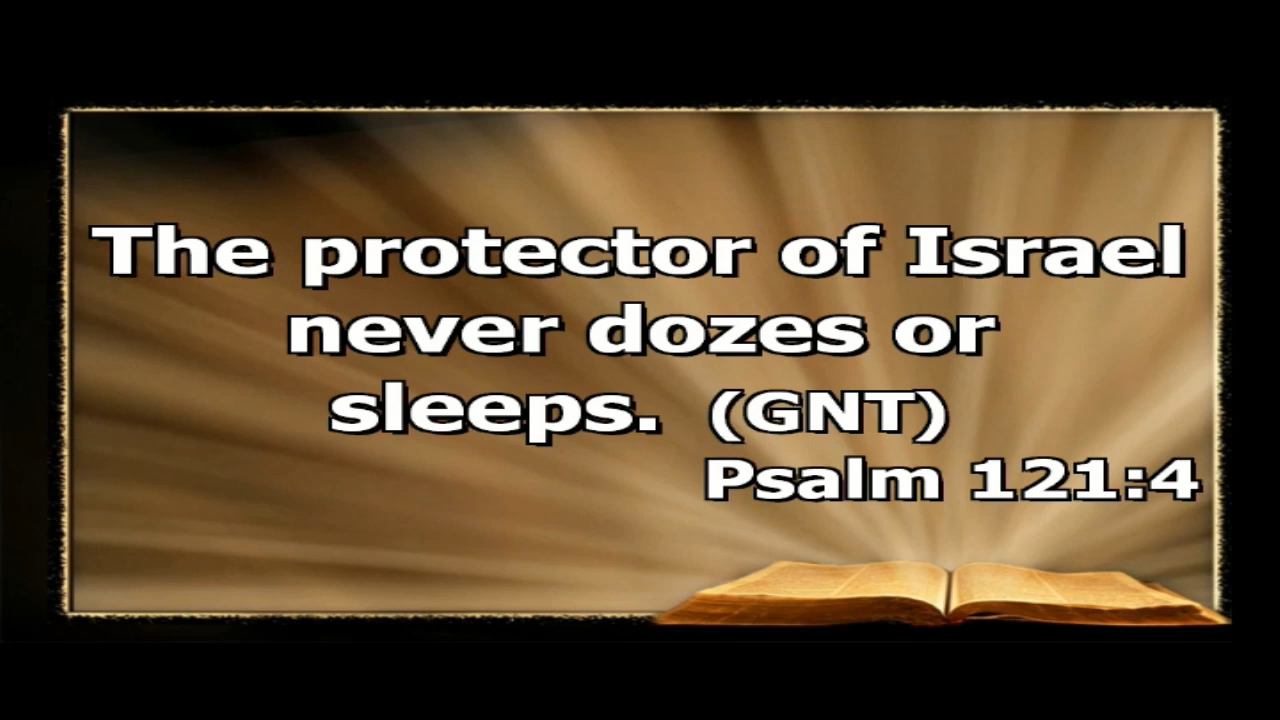 The protector of Israel
never dozes or
sleeps. (GNT)
Psalm 121:4